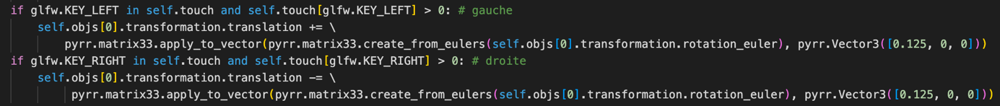 if glfw.KEY_LEFT in self.touch and self.touch[glfw.KEY_LEFT] > 0: # gauche
    self.objs[0].transformation.translation += \
        pyrr.matrix33.apply_to_vector(pyrr.matrix33.create_from_eulers(self.objs[0].transformation.rotation_euler), pyrr.Vector3([0.125, 0, 0]))
if glfw.KEY_RIGHT in self.touch and self.touch[glfw.KEY_RIGHT] > 0: # droite
    self.objs[0].transformation.translation -= \
         pyrr.matrix33.apply_to_vector(pyrr.matrix33.create_from_eulers(self.objs[0].transformation.rotation_euler), pyrr.Vector3([0.125, 0, 0]))